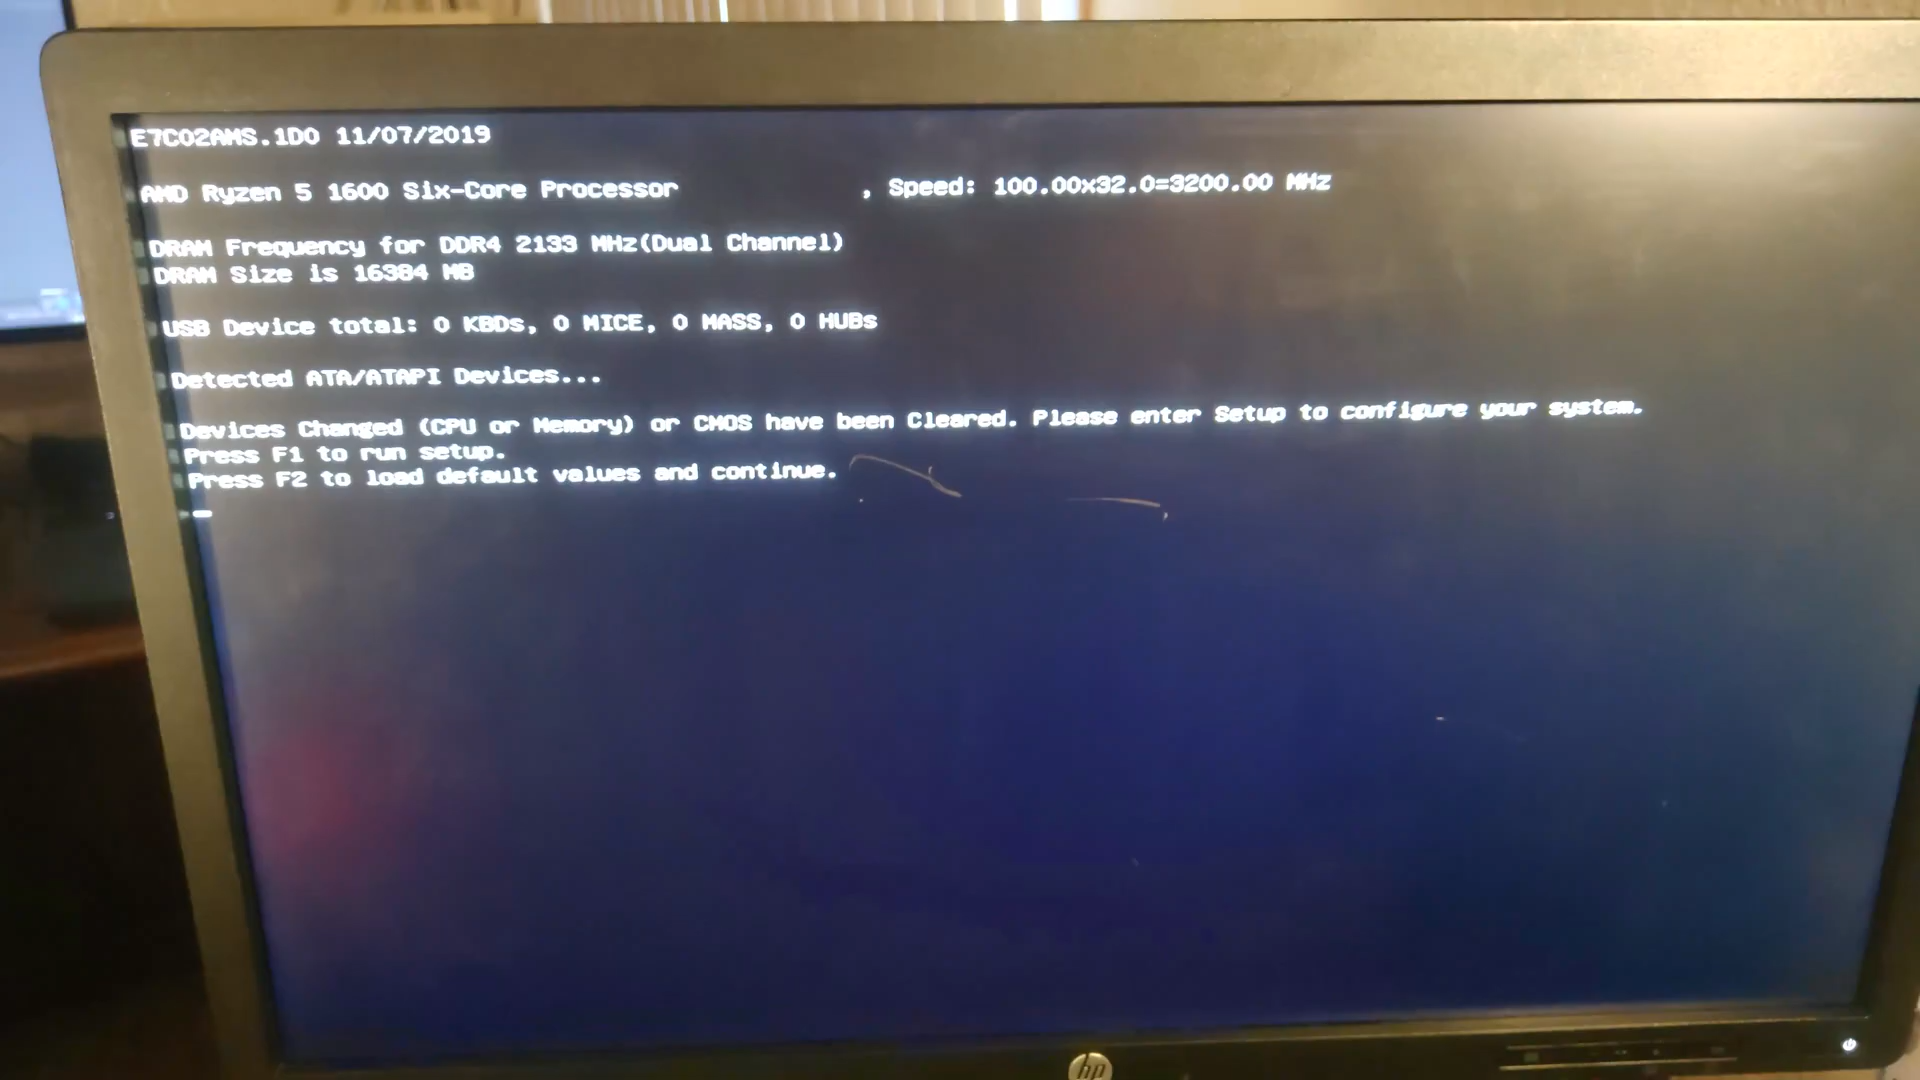 E7C02AMS.1D0 11/07/2019
AMD Ryzen 5 1600 Six-Core Processor , Speed: 100.00x32.0=3200.00 MHz
DRAM Frequency for DDR4 2133 MHz(Dual Channel)
DRAM Size is 16384 MB
USB Device total: 0 KBDs, 0 MICE, 0 MASS, 0 HUBs
Detected ATA/ATAPI Devices...
Devices Changed (CPU or Memory) or CMOS have been Cleared. Please enter Setup to configure your system.
Press F1 to run setup.
Press F2 to load default values and continue.
hp